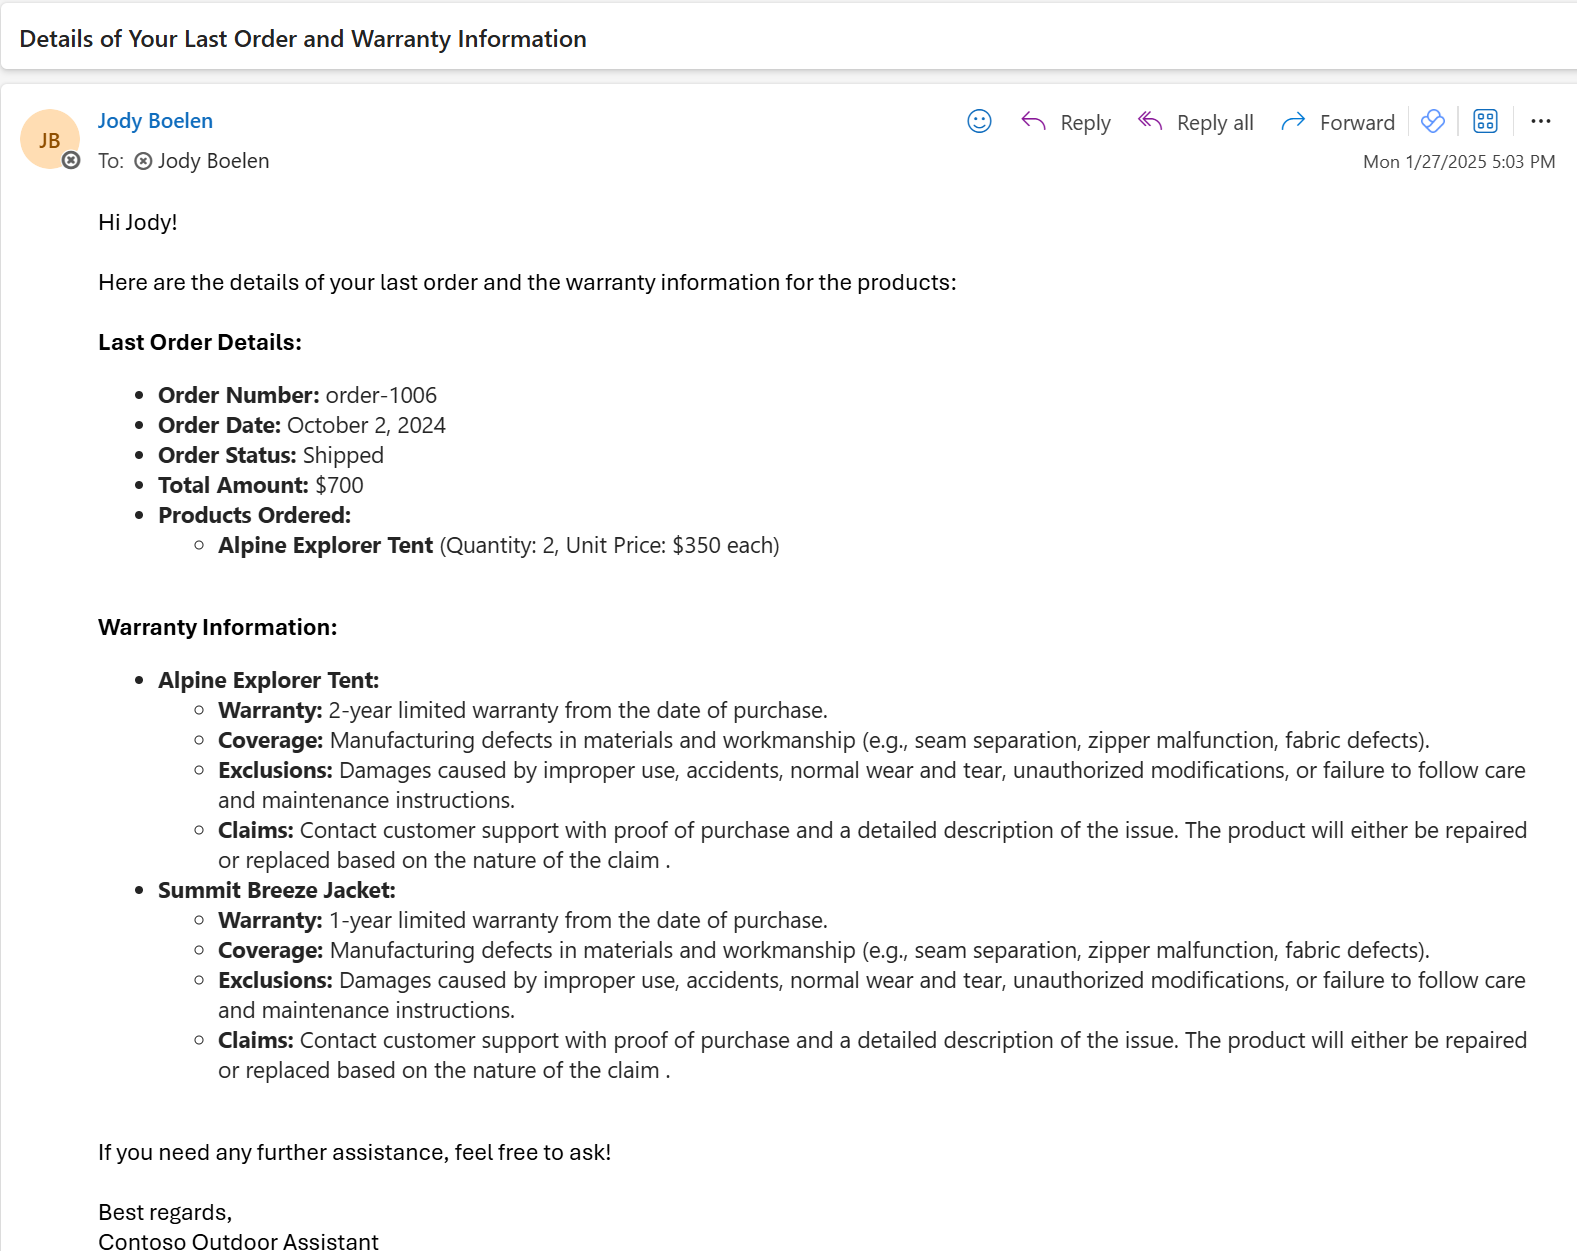 Details of Your Last Order and Warranty Information
JB
Jody Boelen
Reply
Reply all
Forward
To: Jody Boelen
Mon 1/27/2025 5:03 PM
Hi Jody!
Here are the details of your last order and the warranty information for the products:
Last Order Details:
• Order Number: order-1006
• Order Date: October 2, 2024
• Order Status: Shipped
• Total Amount: $700
• Products Ordered:
◦ Alpine Explorer Tent (Quantity: 2, Unit Price: $350 each)
Warranty Information:
• Alpine Explorer Tent:
◦ Warranty: 2-year limited warranty from the date of purchase.
◦ Coverage: Manufacturing defects in materials and workmanship (e.g., seam separation, zipper malfunction, fabric defects).
◦ Exclusions: Damages caused by improper use, accidents, normal wear and tear, unauthorized modifications, or failure to follow care
and maintenance instructions.
◦ Claims: Contact customer support with proof of purchase and a detailed description of the issue. The product will either be repaired
or replaced based on the nature of the claim .
• Summit Breeze Jacket:
◦ Warranty: 1-year limited warranty from the date of purchase.
◦ Coverage: Manufacturing defects in materials and workmanship (e.g., seam separation, zipper malfunction, fabric defects).
◦ Exclusions: Damages caused by improper use, accidents, normal wear and tear, unauthorized modifications, or failure to follow care
and maintenance instructions.
◦ Claims: Contact customer support with proof of purchase and a detailed description of the issue. The product will either be repaired
or replaced based on the nature of the claim .
If you need any further assistance, feel free to ask!
Best regards,
Contoso Outdoor Assistant